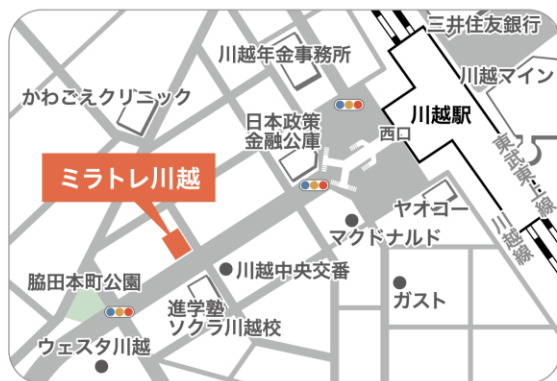 三井住友銀行
川越年金事務所
川越マイン
かわごえクリニック
川越駅
日本政策
金融公庫
西口
東武東上線
川越線
ミラトレ川越
ヤオコー
マクドナルド
川越中央交番
脇田本町公園
ガスト
進学塾
ソクラ川越校
ウェスタ川越